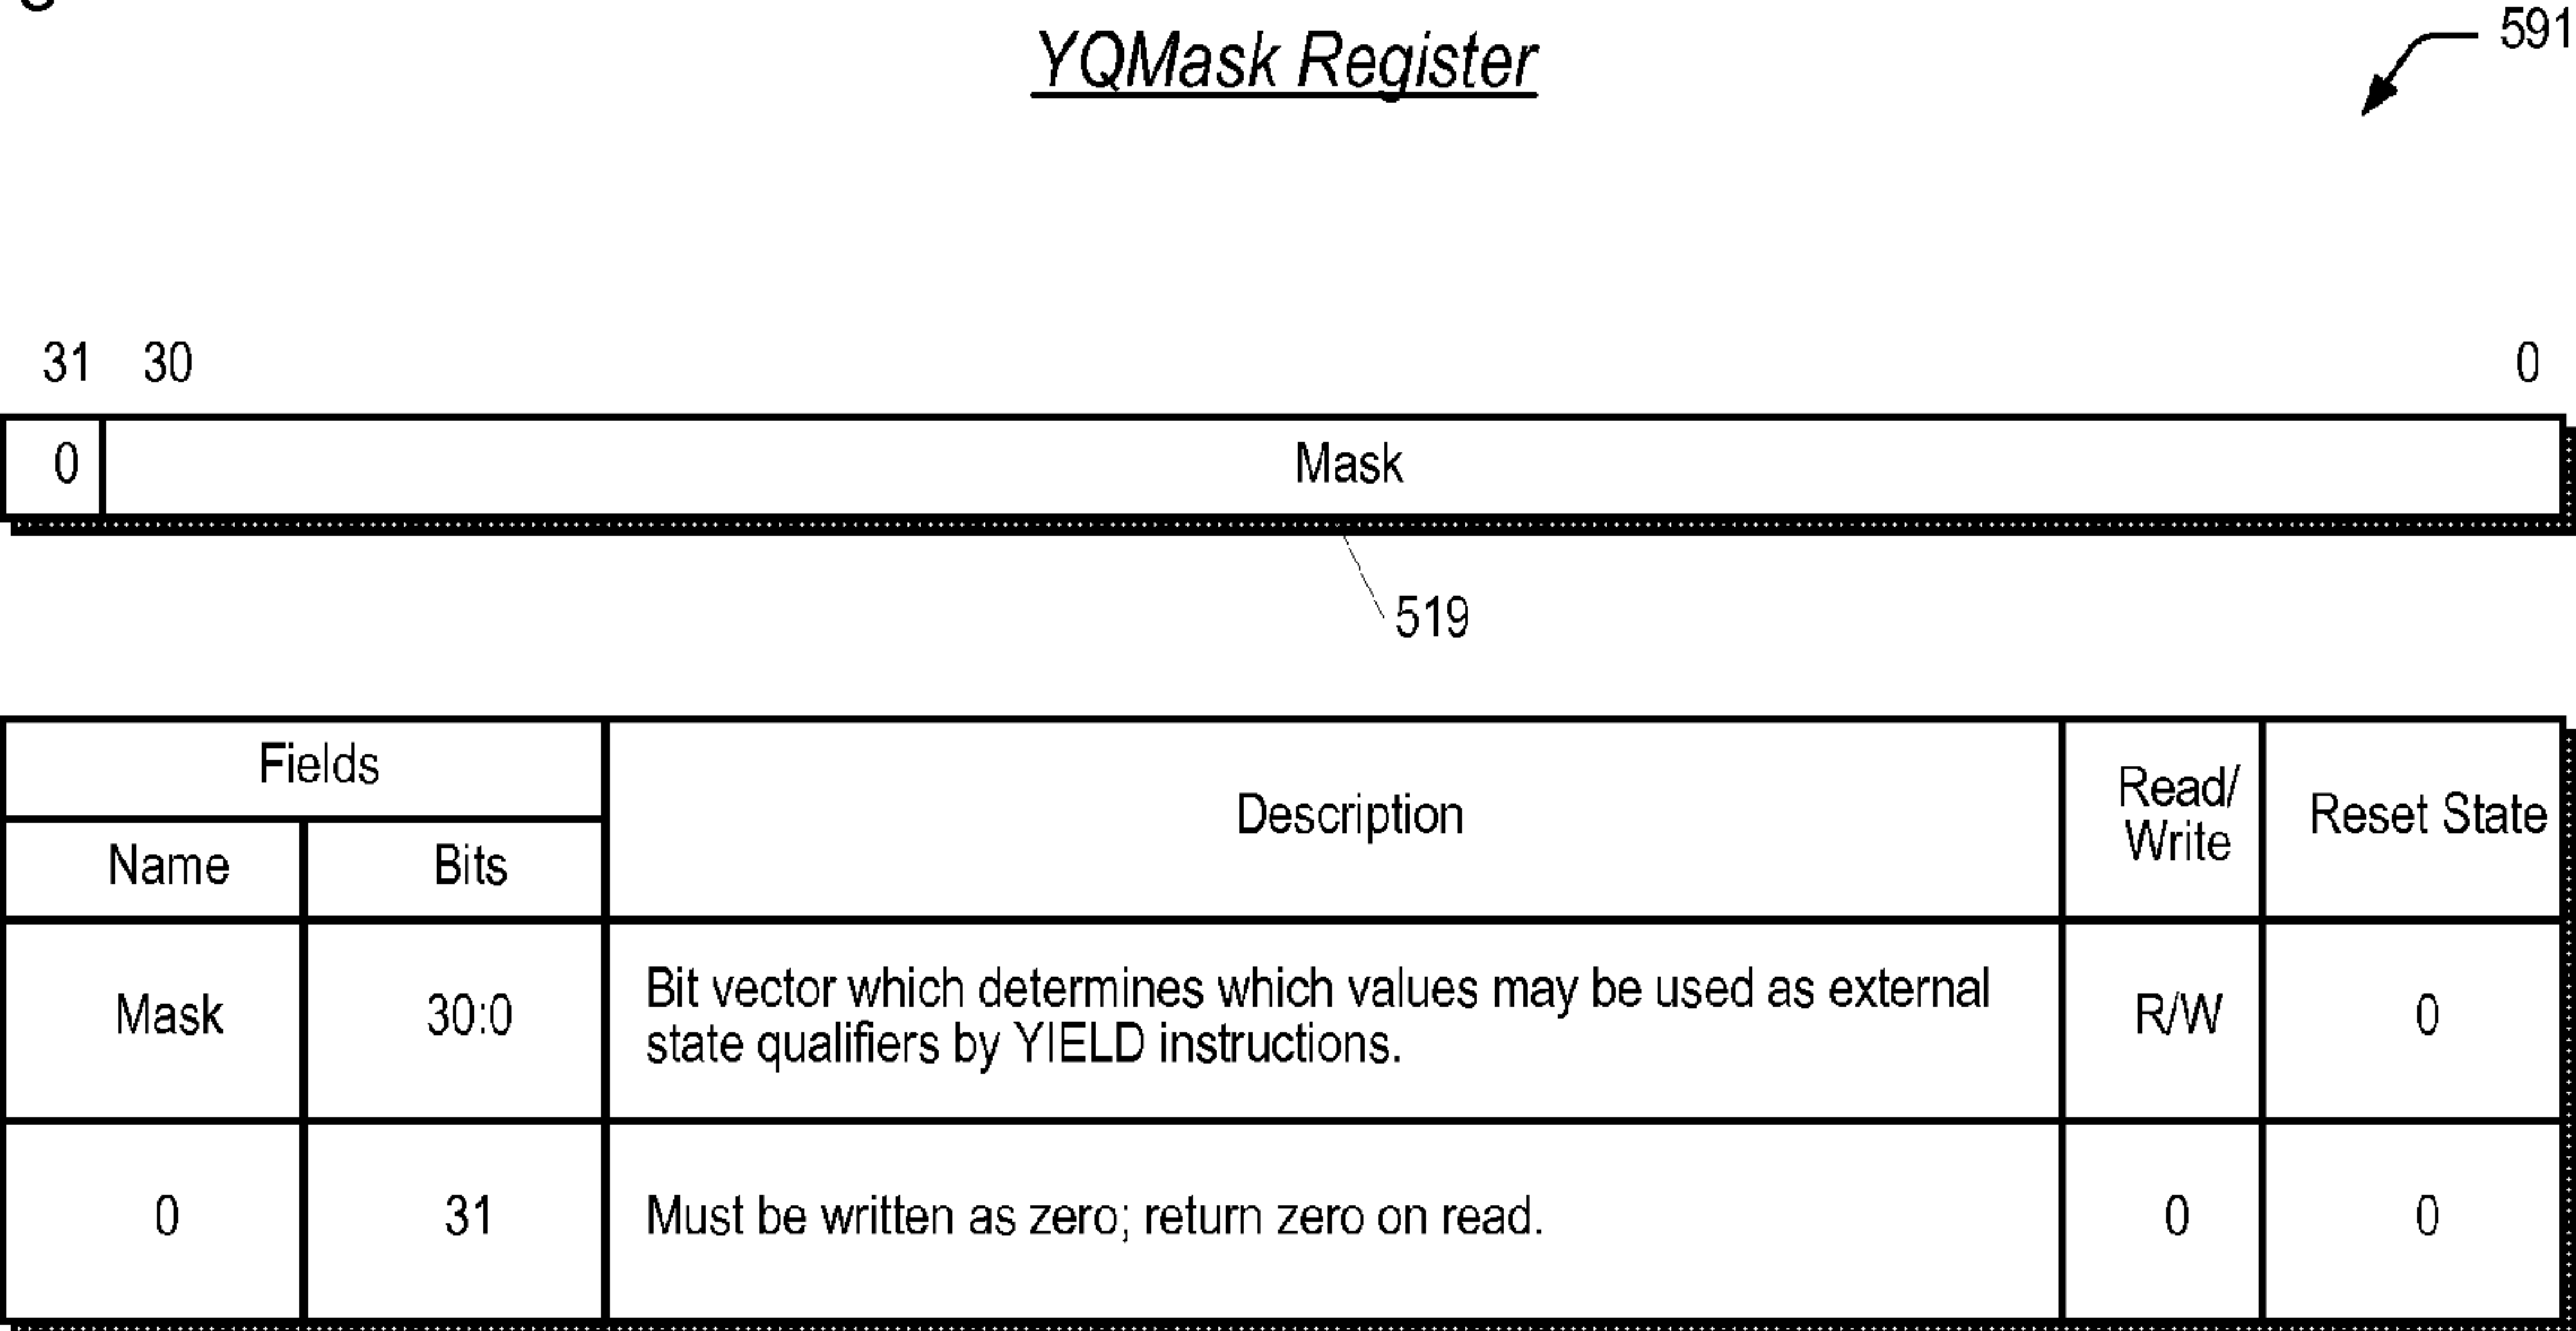 YQMask Register
591
31 30 0
0 Mask
519
Fields
Description
Read/
Write
Reset State
Name Bits
Mask 30:0
Bit vector which determines which values may be used as external
state qualifiers by YIELD instructions.
R/W 0
0 31 Must be written as zero; return zero on read. 0 0